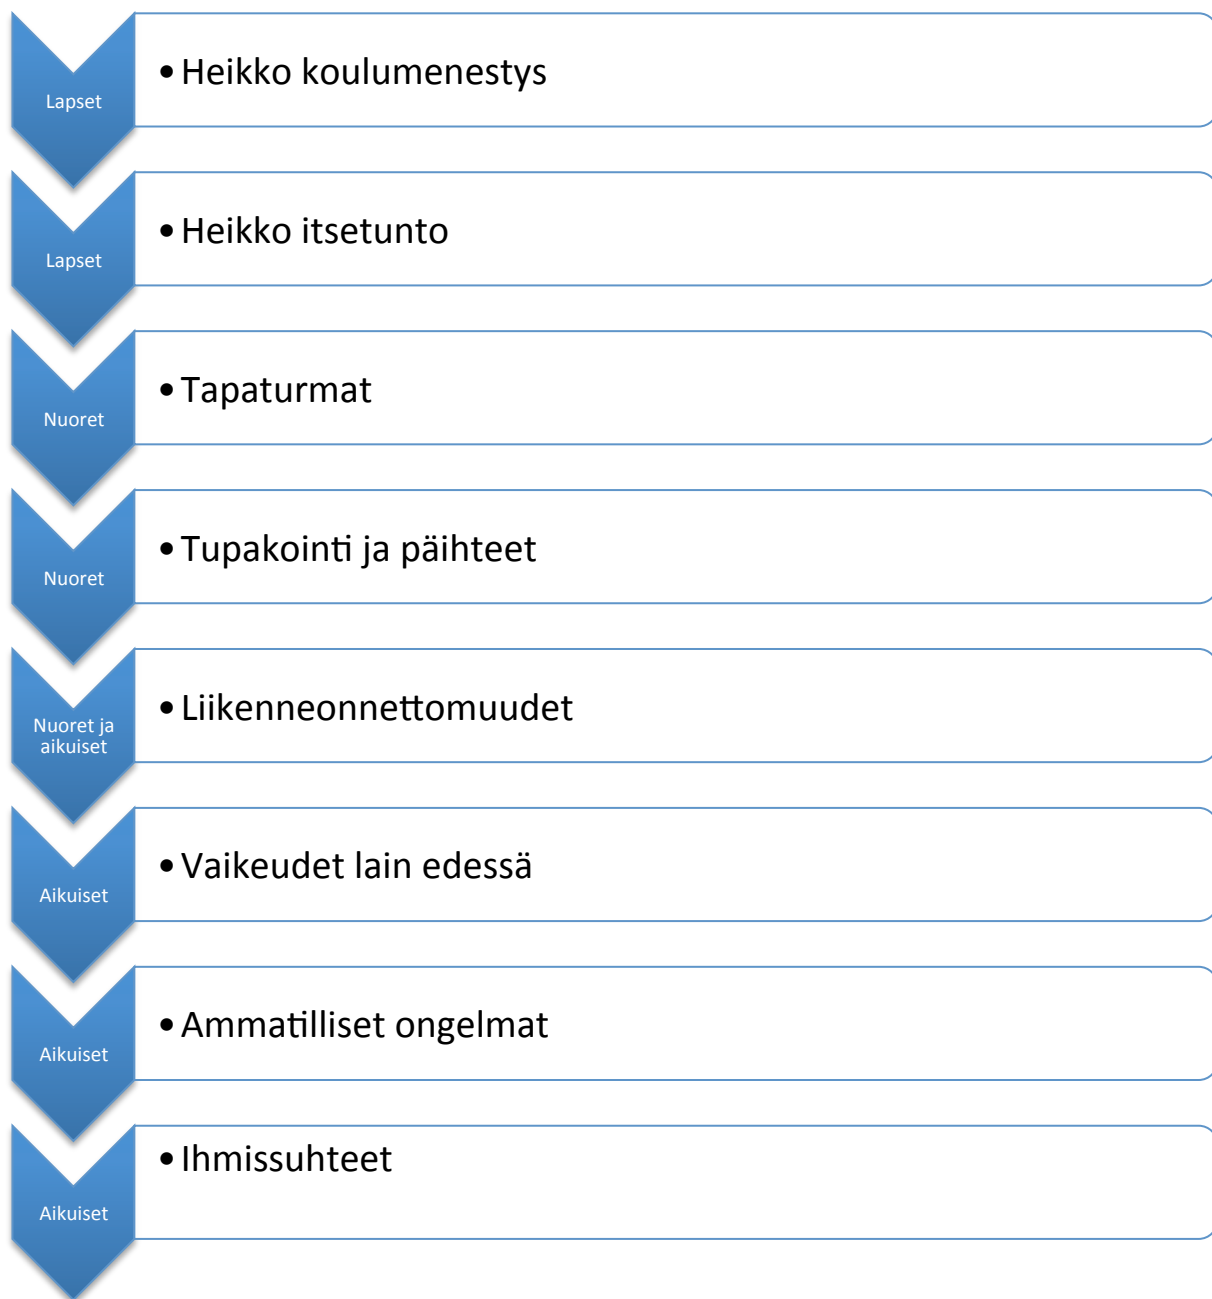 Lapset
• Heikko koulumenestys
Lapset
• Heikko itsetunto
Nuoret
• Tapaturmat
Nuoret
• Tupakointi ja päihteet
Nuoret ja
aikuiset
• Liikenneonnettomuudet
Aikuiset
• Vaikeudet lain edessä
Aikuiset
• Ammatilliset ongelmat
Aikuiset
• Ihmissuhteet